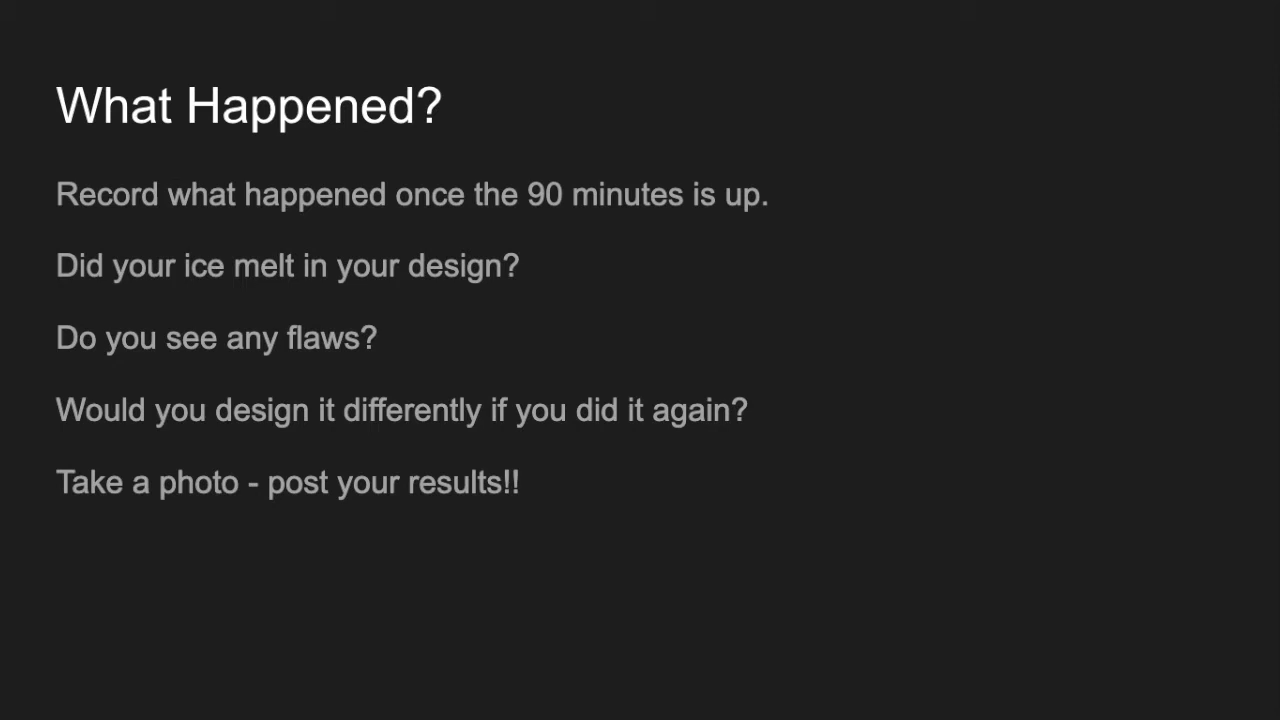 What Happened?
Record what happened once the 90 minutes is up.
Did your ice melt in your design?
Do you see any flaws?
Would you design it differently if you did it again?
Take a photo - post your results!!